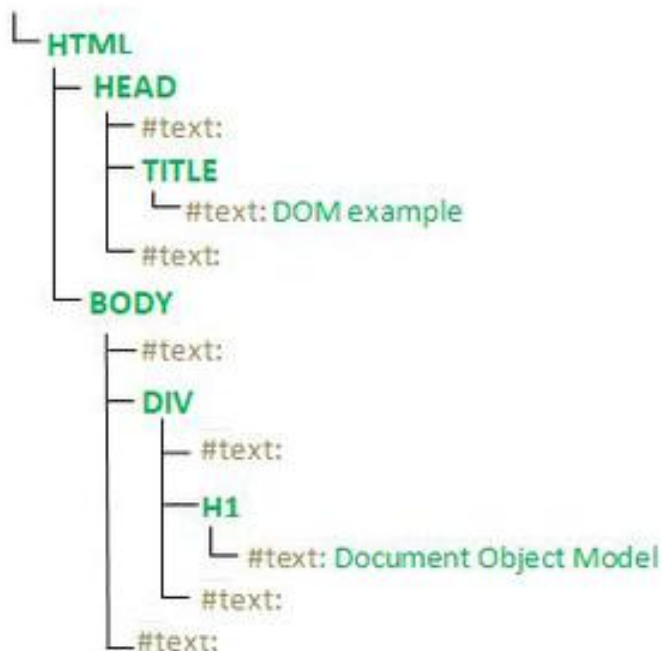 HTML
HEAD
#text:
TITLE
#text: DOM example
#text:
BODY
#text:
DIV
#text:
H1
#text: Document Object Model
#text:
#text: